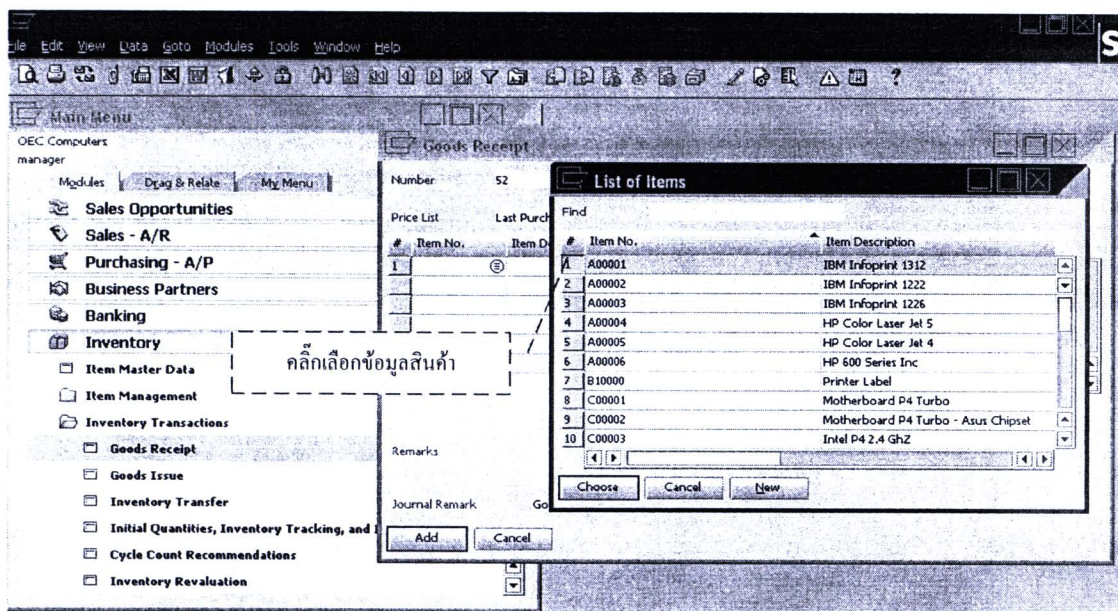 File Edit View Data Goto Modules Tools Window Help
Main Menu
OEC Computers
manager
Modules Drag & Relate My Menu
Sales Opportunities
Sales - A/R
Purchasing - A/P
Business Partners
Banking
Inventory
Item Master Data
Item Management
Inventory Transactions
Goods Receipt
Goods Issue
Inventory Transfer
Initial Quantities, Inventory Tracking, and
Cycle Count Recommendations
Inventory Revaluation
คลิ๊กเลือกข้อมูลสินค้า
Goods Receipt
Number 52
Price List Last Purch
# Item No. Item D
1
Remarks
Journal Remark Go
Add Cancel
List of Items
Find
# Item No. Item Description
1 A00001 IBM Infoprint 1312
2 A00002 IBM Infoprint 1222
3 A00003 IBM Infoprint 1226
4 A00004 HP Color Laser Jet 5
5 A00005 HP Color Laser Jet 4
6 A00006 HP 600 Series Inc
7 B10000 Printer Label
8 C00001 Motherboard P4 Turbo
9 C00002 Motherboard P4 Turbo - Asus Chipset
10 C00003 Intel P4 2.4 GhZ
Choose Cancel New
S